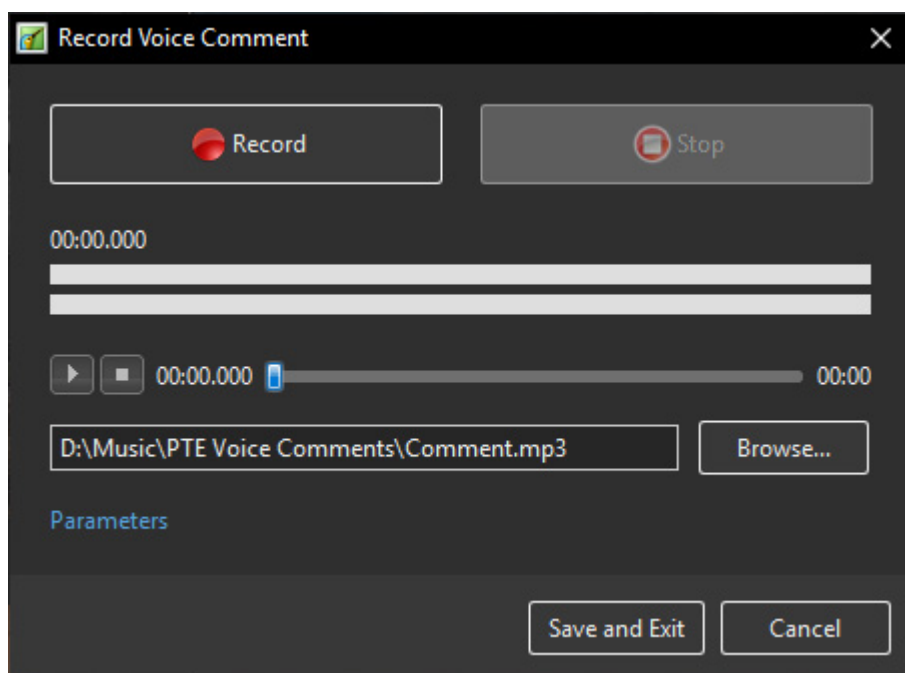 Record Voice Comment
Record
Stop
00:00.000
00:00.000
00:00
D:\Music\PTE Voice Comments\Comment.mp3
Browse...
Parameters
Save and Exit
Cancel